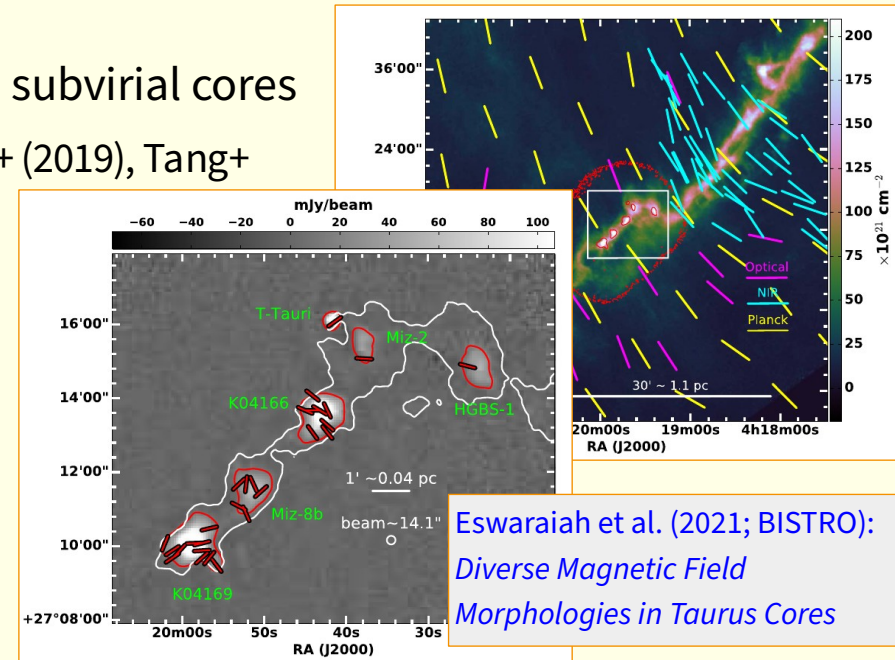 subvirial cores
+ (2019), Tang+
36'00"
24'00"
Optical
NIR
Planck
30' ~ 1.1 pc
20m00s
19m00s
4h18m00s
RA (J2000)
200
175
150
125
100
75
50
25
0
×10²¹ cm⁻²
mJy/beam
−60
−20
0
20
60
100
16'00"
14'00"
12'00"
10'00"
+27°08'00"
T-Tauri
Miz-2
K04166
HGBS-1
1' ~0.04 pc
Miz-8b
beam~14.1"
K04169
20m00s
50s
40s
30s
RA (J2000)
Eswaraiah et al. (2021; BISTRO):
Diverse Magnetic Field
Morphologies in Taurus Cores